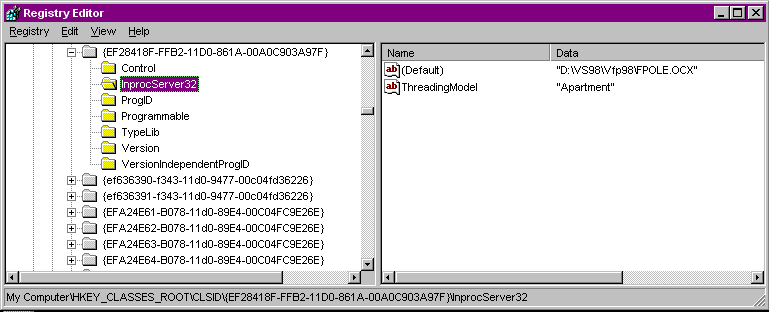 Registry Editor
Registry Edit View Help
{EF28418F-FFB2-11D0-861A-00A0C903A97F}
Control
InprocServer32
ProgID
Programmable
TypeLib
Version
VersionIndependentProgID
{ef636390-f343-11d0-9477-00c04fd36226}
{ef636391-f343-11d0-9477-00c04fd36226}
{EFA24E61-B078-11d0-89E4-00C04FC9E26E}
{EFA24E62-B078-11d0-89E4-00C04FC9E26E}
{EFA24E63-B078-11d0-89E4-00C04FC9E26E}
{EFA24E64-B078-11d0-89E4-00C04FC9E26E}
Name Data
ab (Default) "D:\VS98\Vfp98\FPOLE.OCX"
ab ThreadingModel "Apartment"
My Computer\HKEY_CLASSES_ROOT\CLSID\{EF28418F-FFB2-11D0-861A-00A0C903A97F}\InprocServer32